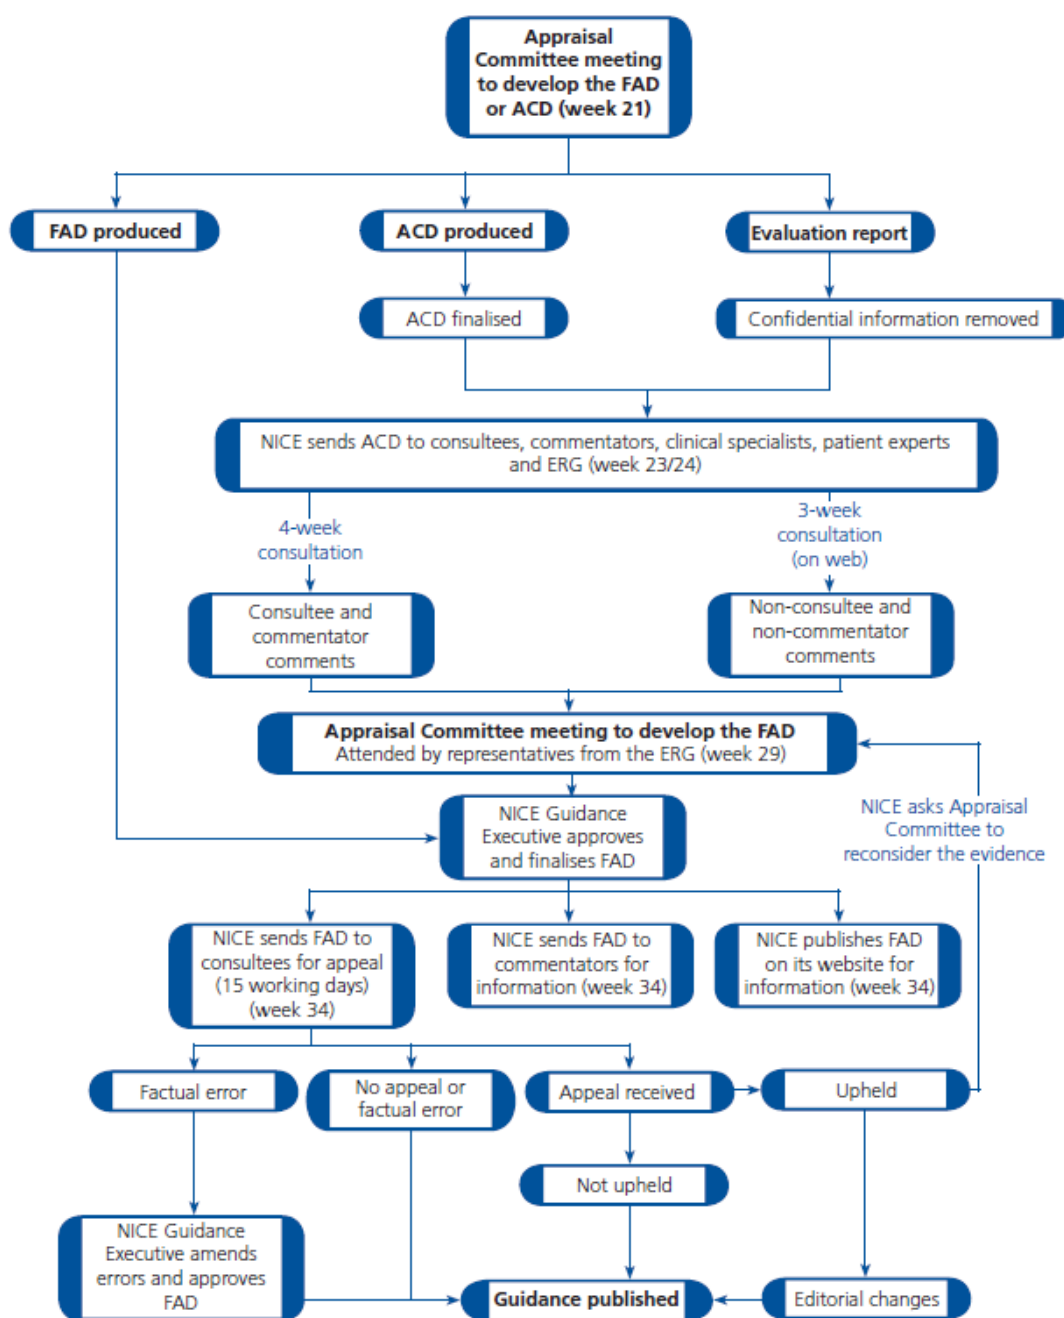 Appraisal
Committee meeting
to develop the FAD
or ACD (week 21)
FAD produced
ACD produced
Evaluation report
ACD finalised
Confidential information removed
NICE sends ACD to consultees, commentators, clinical specialists, patient experts
and ERG (week 23/24)
4-week
consultation
3-week
consultation
(on web)
Consultee and
commentator
comments
Non-consultee and
non-commentator
comments
Appraisal Committee meeting to develop the FAD
Attended by representatives from the ERG (week 29)
NICE asks Appraisal
Committee to
reconsider the evidence
NICE Guidance
Executive approves
and finalises FAD
NICE sends FAD to
consultees for appeal
(15 working days)
(week 34)
NICE sends FAD to
commentators for
information (week 34)
NICE publishes FAD
on its website for
information (week 34)
Factual error
No appeal or
factual error
Appeal received
Upheld
Not upheld
NICE Guidance
Executive amends
errors and approves
FAD
Guidance published
Editorial changes